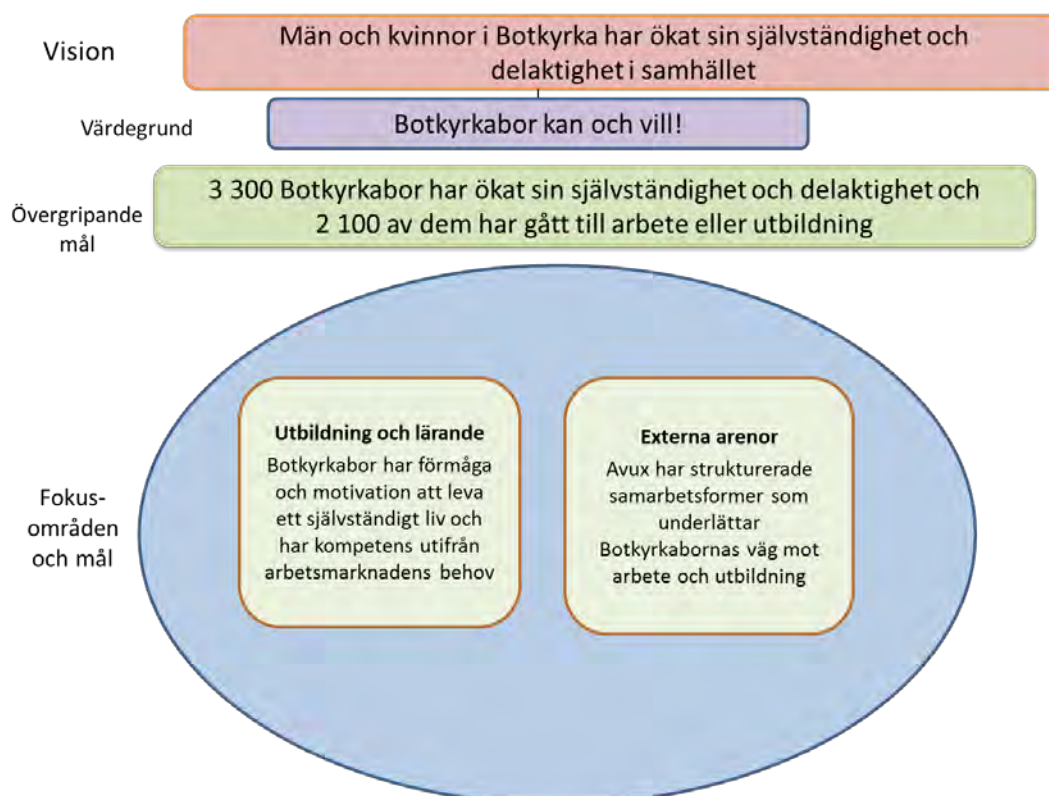 Vision
Män och kvinnor i Botkyrka har ökat sin självständighet och
delaktighet i samhället
Värdegrund
Botkyrkabor kan och vill!
Övergripande
mål
3 300 Botkyrkabor har ökat sin självständighet och delaktighet och
2 100 av dem har gått till arbete eller utbildning
Fokus-
områden
och mål
Utbildning och lärande
Botkyrkabor har förmåga
och motivation att leva
ett självständigt liv och
har kompetens utifrån
arbetsmarknadens behov
Externa arenor
Avux har strukturerade
samarbetsformer som
underlättar
Botkyrkabornas väg mot
arbete och utbildning